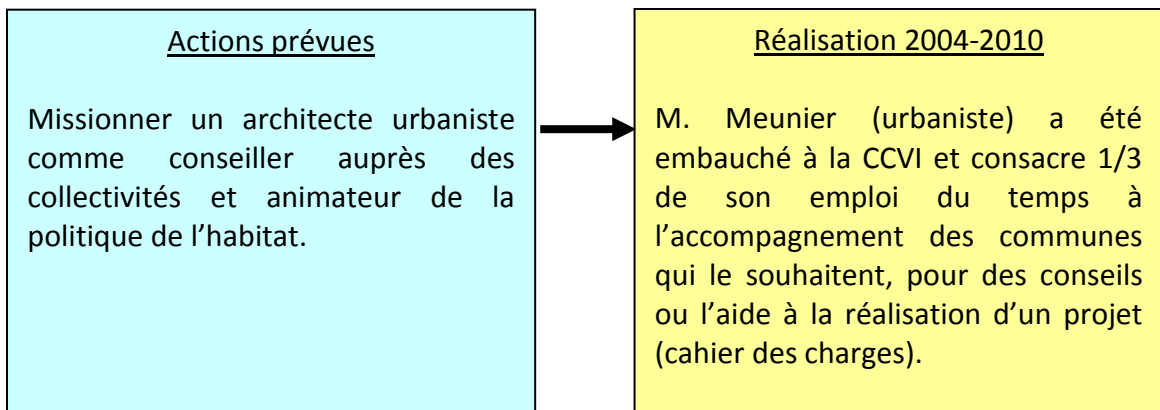 Actions prévues
Missionner un architecte urbaniste
comme conseiller auprès des
collectivités et animateur de la
politique de l’habitat.
Réalisation 2004-2010
M. Meunier (urbaniste) a été
embauché à la CCVI et consacre 1/3
de son emploi du temps à
l’accompagnement des communes
qui le souhaitent, pour des conseils
ou l’aide à la réalisation d’un projet
(cahier des charges).